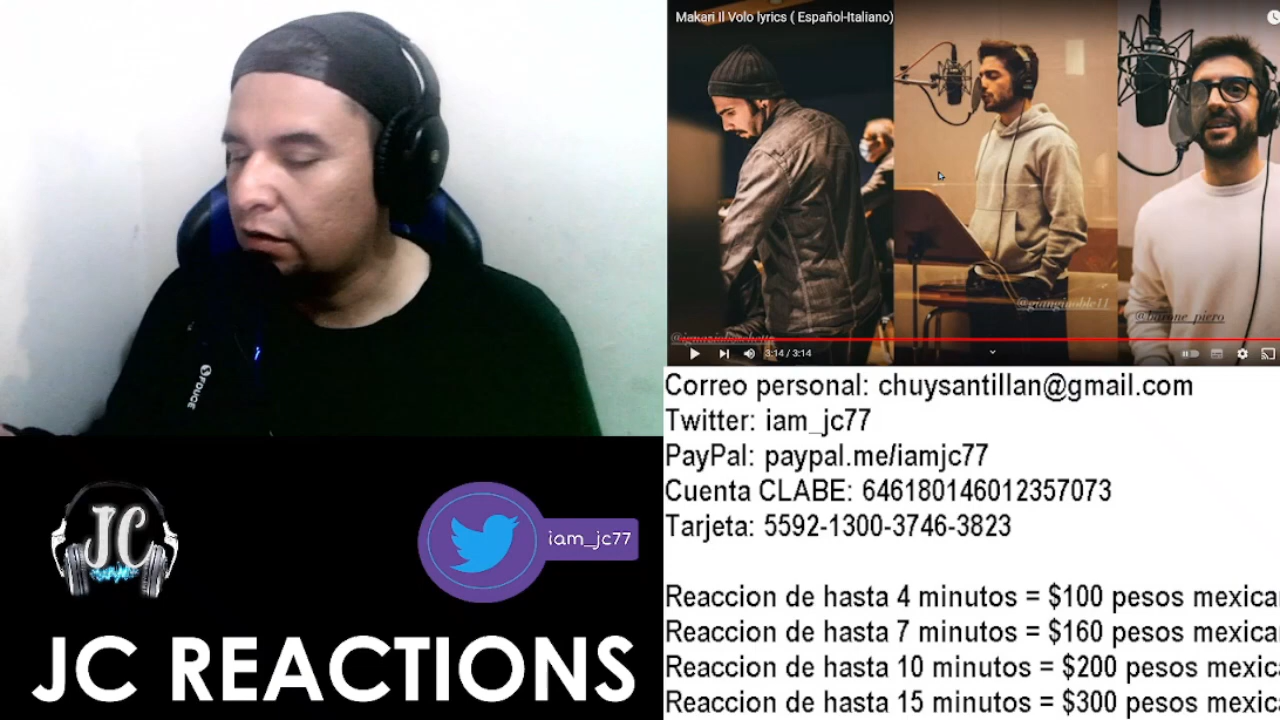 Makari Il Volo lyrics ( Español-Italiano)
@gianginoble11
@barone_piero
3:14 / 3:14
FDUCE
Correo personal: chuysantillan@gmail.com
Twitter: iam_jc77
PayPal: paypal.me/iamjc77
Cuenta CLABE: 646180146012357073
Tarjeta: 5592-1300-3746-3823
Reaccion de hasta 4 minutos = $100 pesos mexica
Reaccion de hasta 7 minutos = $160 pesos mexica
Reaccion de hasta 10 minutos = $200 pesos mexica
Reaccion de hasta 15 minutos = $300 pesos mexica
JC
iam_jc77
JC REACTIONS